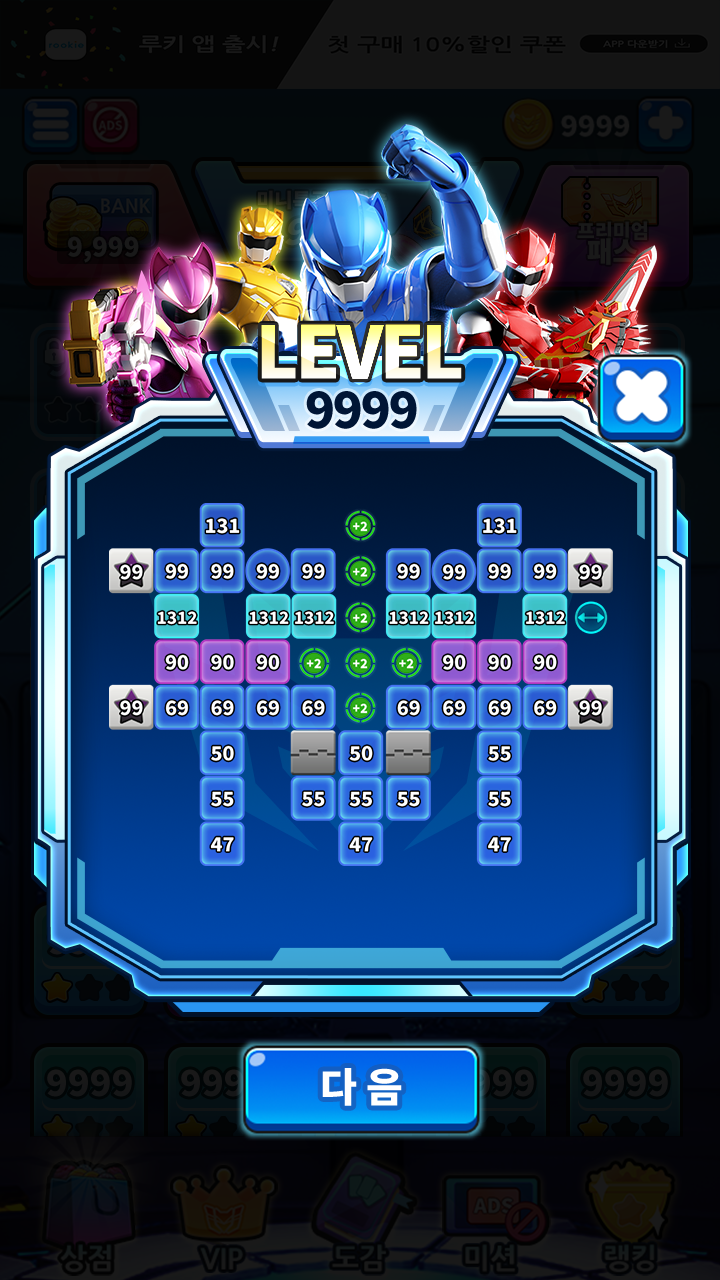 rookie 루키 앱 출시! 첫 구매 10%할인 쿠폰 APP 다운받기
ADS 9999
BANK
9,999
프리미엄
패스
LEVEL
9999
131 +2 131
99 99 99 99 99 +2 99 99 99 99 99
1312 1312 1312 +2 1312 1312 1312
90 90 90 +2 +2 +2 90 90 90
99 69 69 69 69 +2 69 69 69 69 99
50 50 55
55 55 55 55 55
47 47 47
다음
9999 999 999 9999
상점 VIP 도감 ADS 미션 랭킹